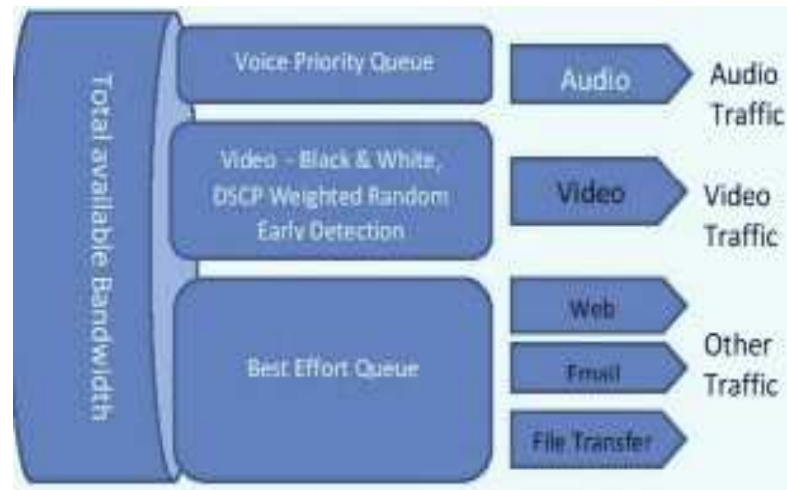 Total available Bandwidth
Voice Priority Queue
Audio
Audio
Traffic
Video - Black & White,
DSCP Weighted Random
Early Detection
Video
Video
Traffic
Best Effort Queue
Web
Email
File Transfer
Other
Traffic